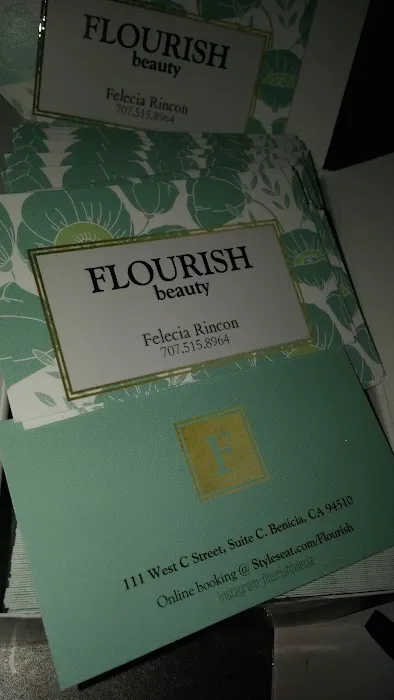 FLOURISH
beauty
Felecia Rincon
707.515.8964
FLOURISH
beauty
Felecia Rincon
707.515.8964
F
111 West C Street, Suite C. Benicia, CA 94510
Online booking @ Styleseat.com/Flourish